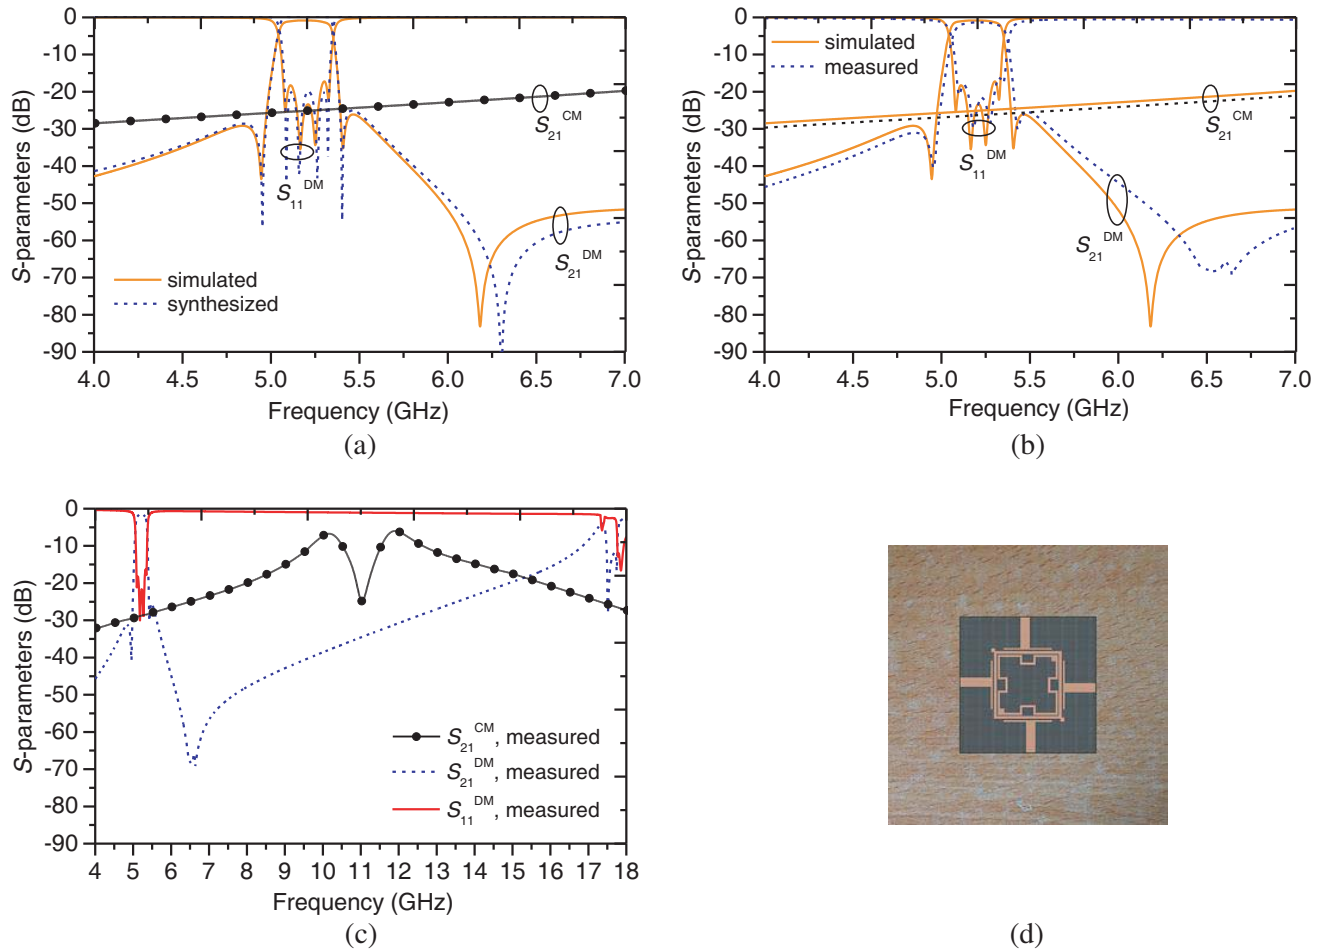 0
-10
-20
-30
-40
-50
-60
-70
-80
-90
S-parameters (dB)
S21CM
S11DM
S21DM
simulated
synthesized
4.0 4.5 5.0 5.5 6.0 6.5 7.0
Frequency (GHz)
(a)
0
-10
-20
-30
-40
-50
-60
-70
-80
-90
S-parameters (dB)
simulated
measured
S21CM
S11DM
S21DM
4.0 4.5 5.0 5.5 6.0 6.5 7.0
Frequency (GHz)
(b)
0
-10
-20
-30
-40
-50
-60
-70
-80
-90
S-parameters (dB)
S21CM, measured
S21DM, measured
S11DM, measured
4 5 6 7 8 9 10 11 12 13 14 15 16 17 18
Frequency (GHz)
(c)
(d)